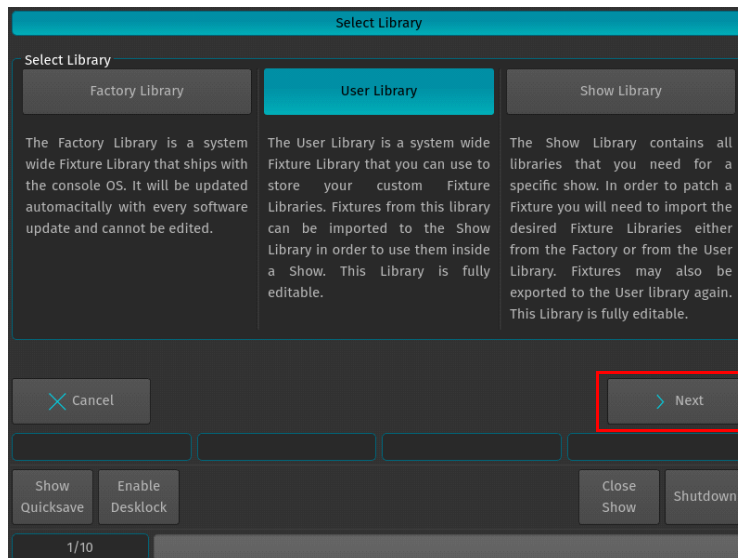 Select Library
Select Library
Factory Library
User Library
Show Library
The Factory Library is a system
wide Fixture Library that ships with
the console OS. It will be updated
automacitally with every software
update and cannot be edited.
The User Library is a system wide
Fixture Library that you can use to
store your custom Fixture
Libraries. Fixtures from this library
can be imported to the Show
Library in order to use them inside
a Show. This Library is fully
editable.
The Show Library contains all
libraries that you need for a
specific show. In order to patch a
Fixture you will need to import the
desired Fixture Libraries either
from the Factory or from the User
Library. Fixtures may also be
exported to the User library again.
This Library is fully editable.
Cancel
Next
Show
Quicksave
Enable
Desklock
Close
Show
Shutdown
1/10